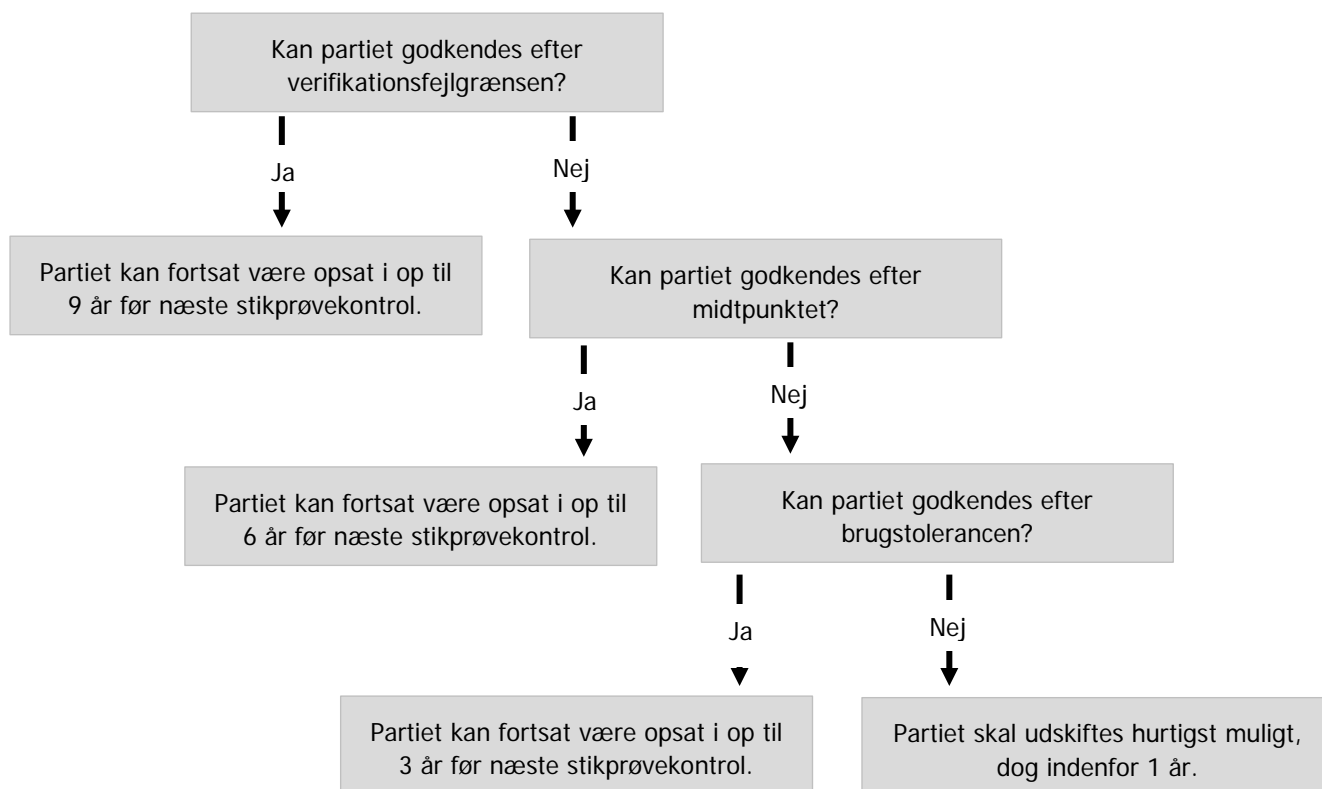 Kan partiet godkendes efter
verifikationsfejlgrænsen?
Ja
Nej
Partiet kan fortsat være opsat i op til
9 år før næste stikprøvekontrol.
Kan partiet godkendes efter
midtpunktet?
Ja
Nej
Partiet kan fortsat være opsat i op til
6 år før næste stikprøvekontrol.
Kan partiet godkendes efter
brugstolerancen?
Ja
Nej
Partiet kan fortsat være opsat i op til
3 år før næste stikprøvekontrol.
Partiet skal udskiftes hurtigst muligt,
dog indenfor 1 år.